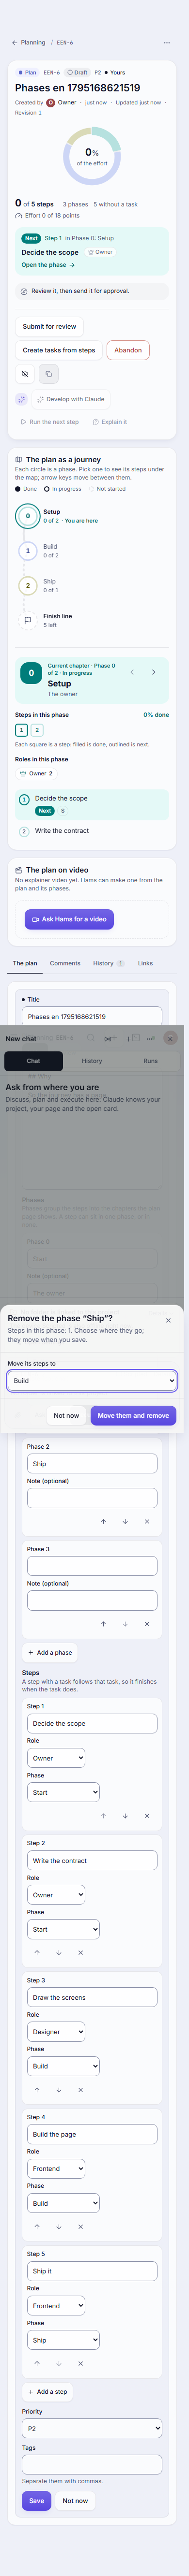 Planning / EEN-6
Plan EEN-6 Draft P2 Yours
Phases en 1795168621519
Created by O Owner · just now · Updated just now ·
Revision 1
0%
of the effort
0 of 5 steps 3 phases 5 without a task
Effort 0 of 18 points
Next Step 1 in Phase 0: Setup
Decide the scope Owner
Open the phase →
Review it, then send it for approval.
Submit for review
Create tasks from steps Abandon
Develop with Claude
Run the next step Explain it
The plan as a journey
Each circle is a phase. Pick one to see its steps under
the map; arrow keys move between them.
Done In progress Not started
0 Setup
0 of 2 · You are here
1 Build
0 of 2
2 Ship
0 of 1
Finish line
5 left
0
Current chapter · Phase 0
of 2 · In progress
Setup
The owner
Steps in this phase 0% done
1 2
Each square is a step: filled is done, outlined is next.
Roles in this phase
Owner 2
1 Decide the scope
Next S
2 Write the contract
The plan on video
No explainer video yet. Hams can make one from the
plan and its phases.
Ask Hams for a video
The plan Comments History 1 Links
Title
Phases en 1795168621519
New chat
Chat History Runs
Ask from where you are
Discuss, plan and execute here. Claude knows your
project, your page and the open card.
Phases
Phase 0
Start
Note (optional)
The owner
Remove the phase “Ship”?
Steps in this phase: 1. Choose where they go;
they move when you save.
Move its steps to
Build
Not now Move them and remove
Phase 2
Ship
Note (optional)
Phase 3
Note (optional)
+ Add a phase
Steps
A step with a task follows that task, so it finishes
when the task does.
Step 1
Decide the scope
Role
Owner
Phase
Start
Step 2
Write the contract
Role
Owner
Phase
Start
Step 3
Draw the screens
Role
Designer
Phase
Build
Step 4
Build the page
Role
Frontend
Phase
Build
Step 5
Ship it
Role
Frontend
Phase
Ship
+ Add a step
Priority
P2
Tags
Separate them with commas.
Save Not now